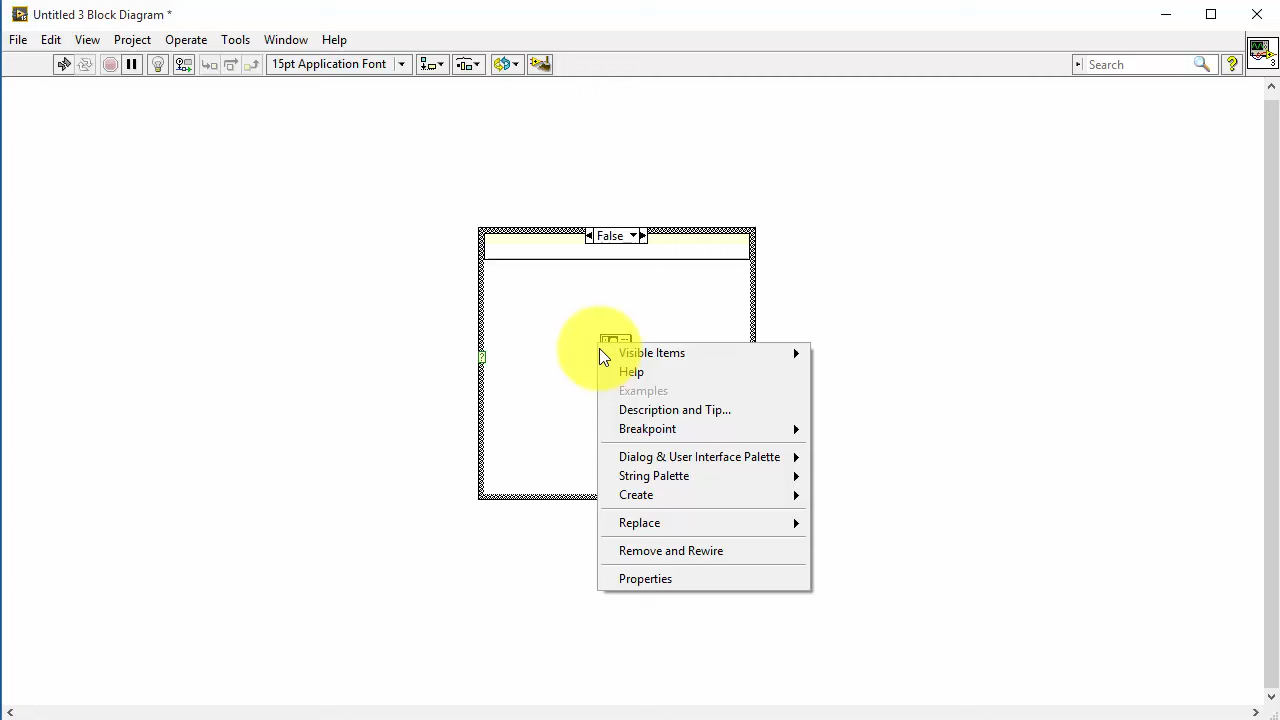 Untitled 3 Block Diagram *
File Edit View Project Operate Tools Window Help
15pt Application Font
Search
?
3
False
?
Visible Items
Help
Examples
Description and Tip...
Breakpoint
Dialog & User Interface Palette
String Palette
Create
Replace
Remove and Rewire
Properties